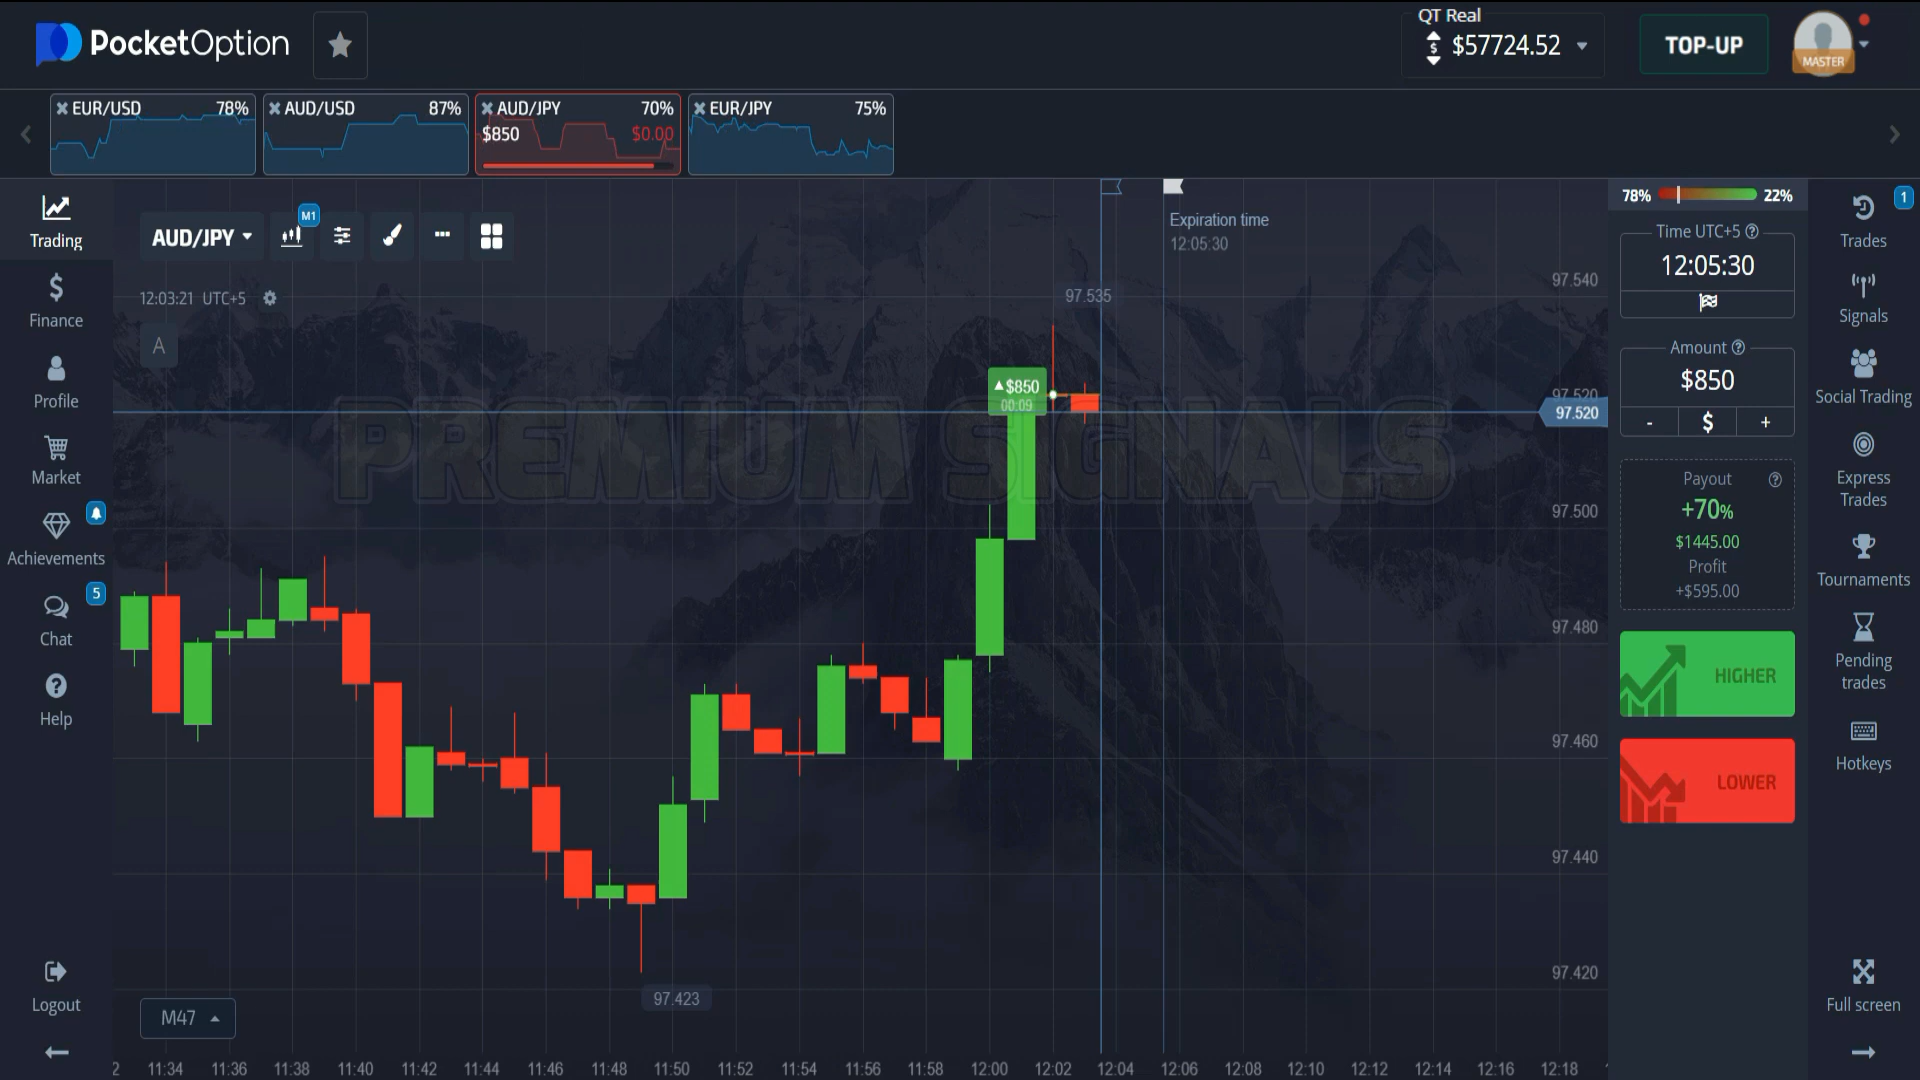 PocketOption
QT Real
$57724.52
TOP-UP
MASTER
EUR/USD 78%
AUD/USD 87%
AUD/JPY 70%
$850 $0.00
EUR/JPY 75%
Trading
Finance
Profile
Market
Achievements
5
Chat
Help
Logout
AUD/JPY
M1
12:03:21 UTC+5
A
Expiration time
12:05:30
97.535
▲$850
00:09
PREMIUM SIGNALS
97.423
M47
97.540
97.520
97.520
97.500
97.480
97.460
97.440
97.420
2 11:34 11:36 11:38 11:40 11:42 11:44 11:46 11:48 11:50 11:52 11:54 11:56 11:58 12:00 12:02 12:04 12:06 12:08 12:10 12:12 12:14 12:16 12:18
78% 22%
Time UTC+5
12:05:30
Amount
$850
- $ +
Payout
+70%
$1445.00
Profit
+$595.00
HIGHER
LOWER
1
Trades
Signals
Social Trading
Express
Trades
Tournaments
Pending
trades
Hotkeys
Full screen